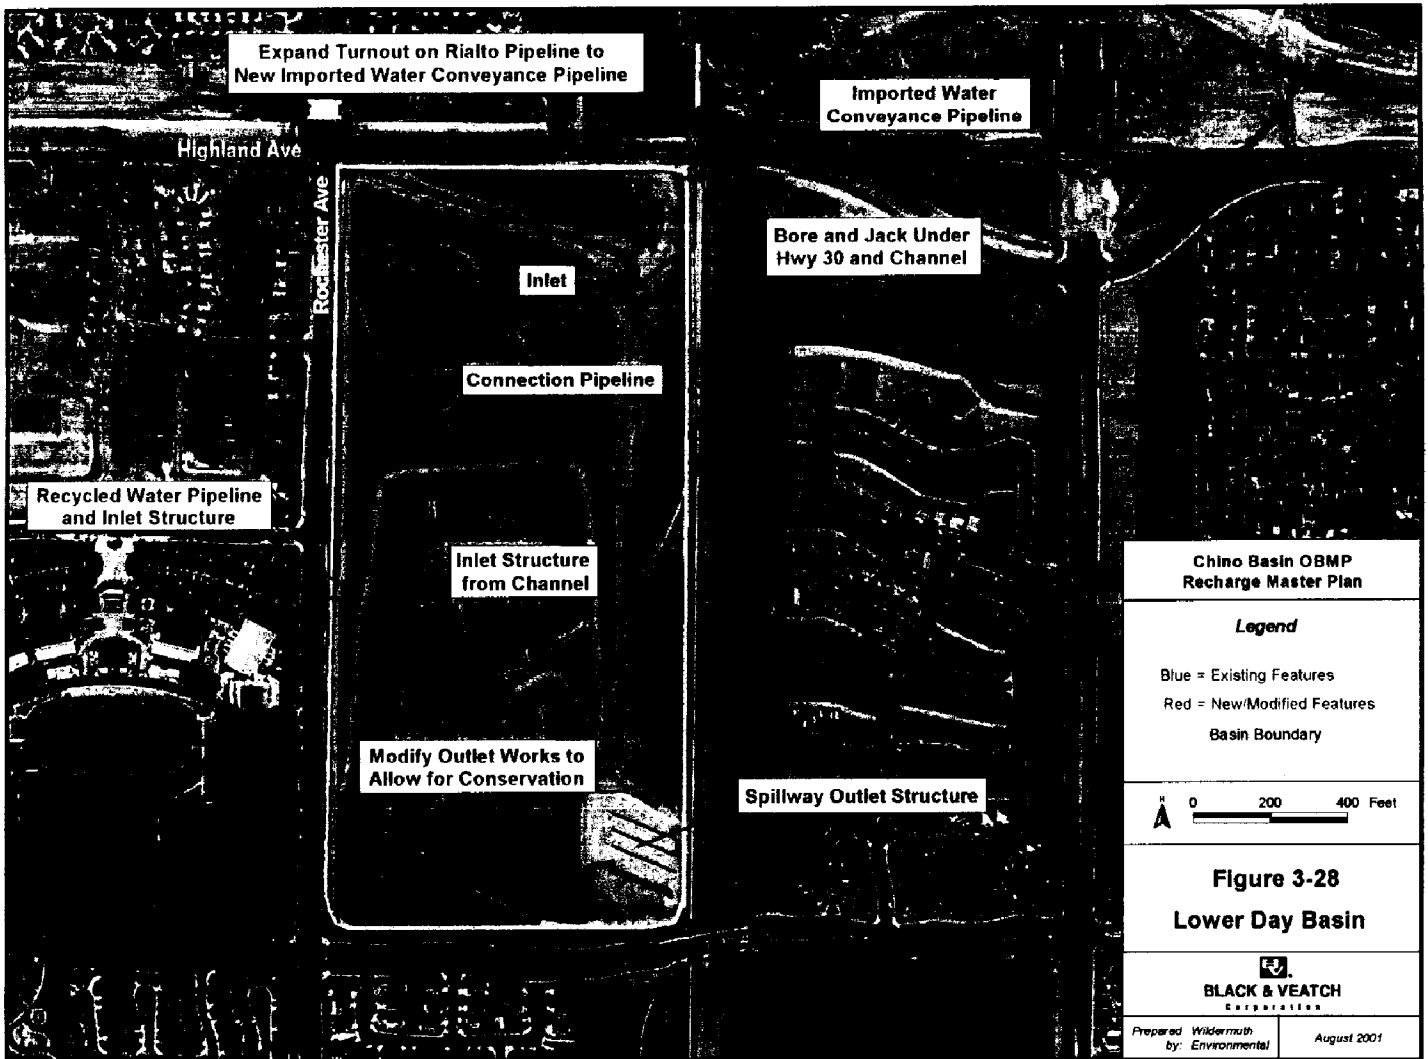 Expand Turnout on Rialto Pipeline to
New Imported Water Conveyance Pipeline
Imported Water
Conveyance Pipeline
Highland Ave
Rochester Ave
Bore and Jack Under
Hwy 30 and Channel
Inlet
Connection Pipeline
Recycled Water Pipeline
and Inlet Structure
Inlet Structure
from Channel
Modify Outlet Works to
Allow for Conservation
Spillway Outlet Structure
Chino Basin OBMP
Recharge Master Plan
Legend
Blue = Existing Features
Red = New/Modified Features
Basin Boundary
N
0 200 400 Feet
Figure 3-28
Lower Day Basin
BLACK & VEATCH
Corporation
Prepared by: Wildermuth Environmental
August 2001